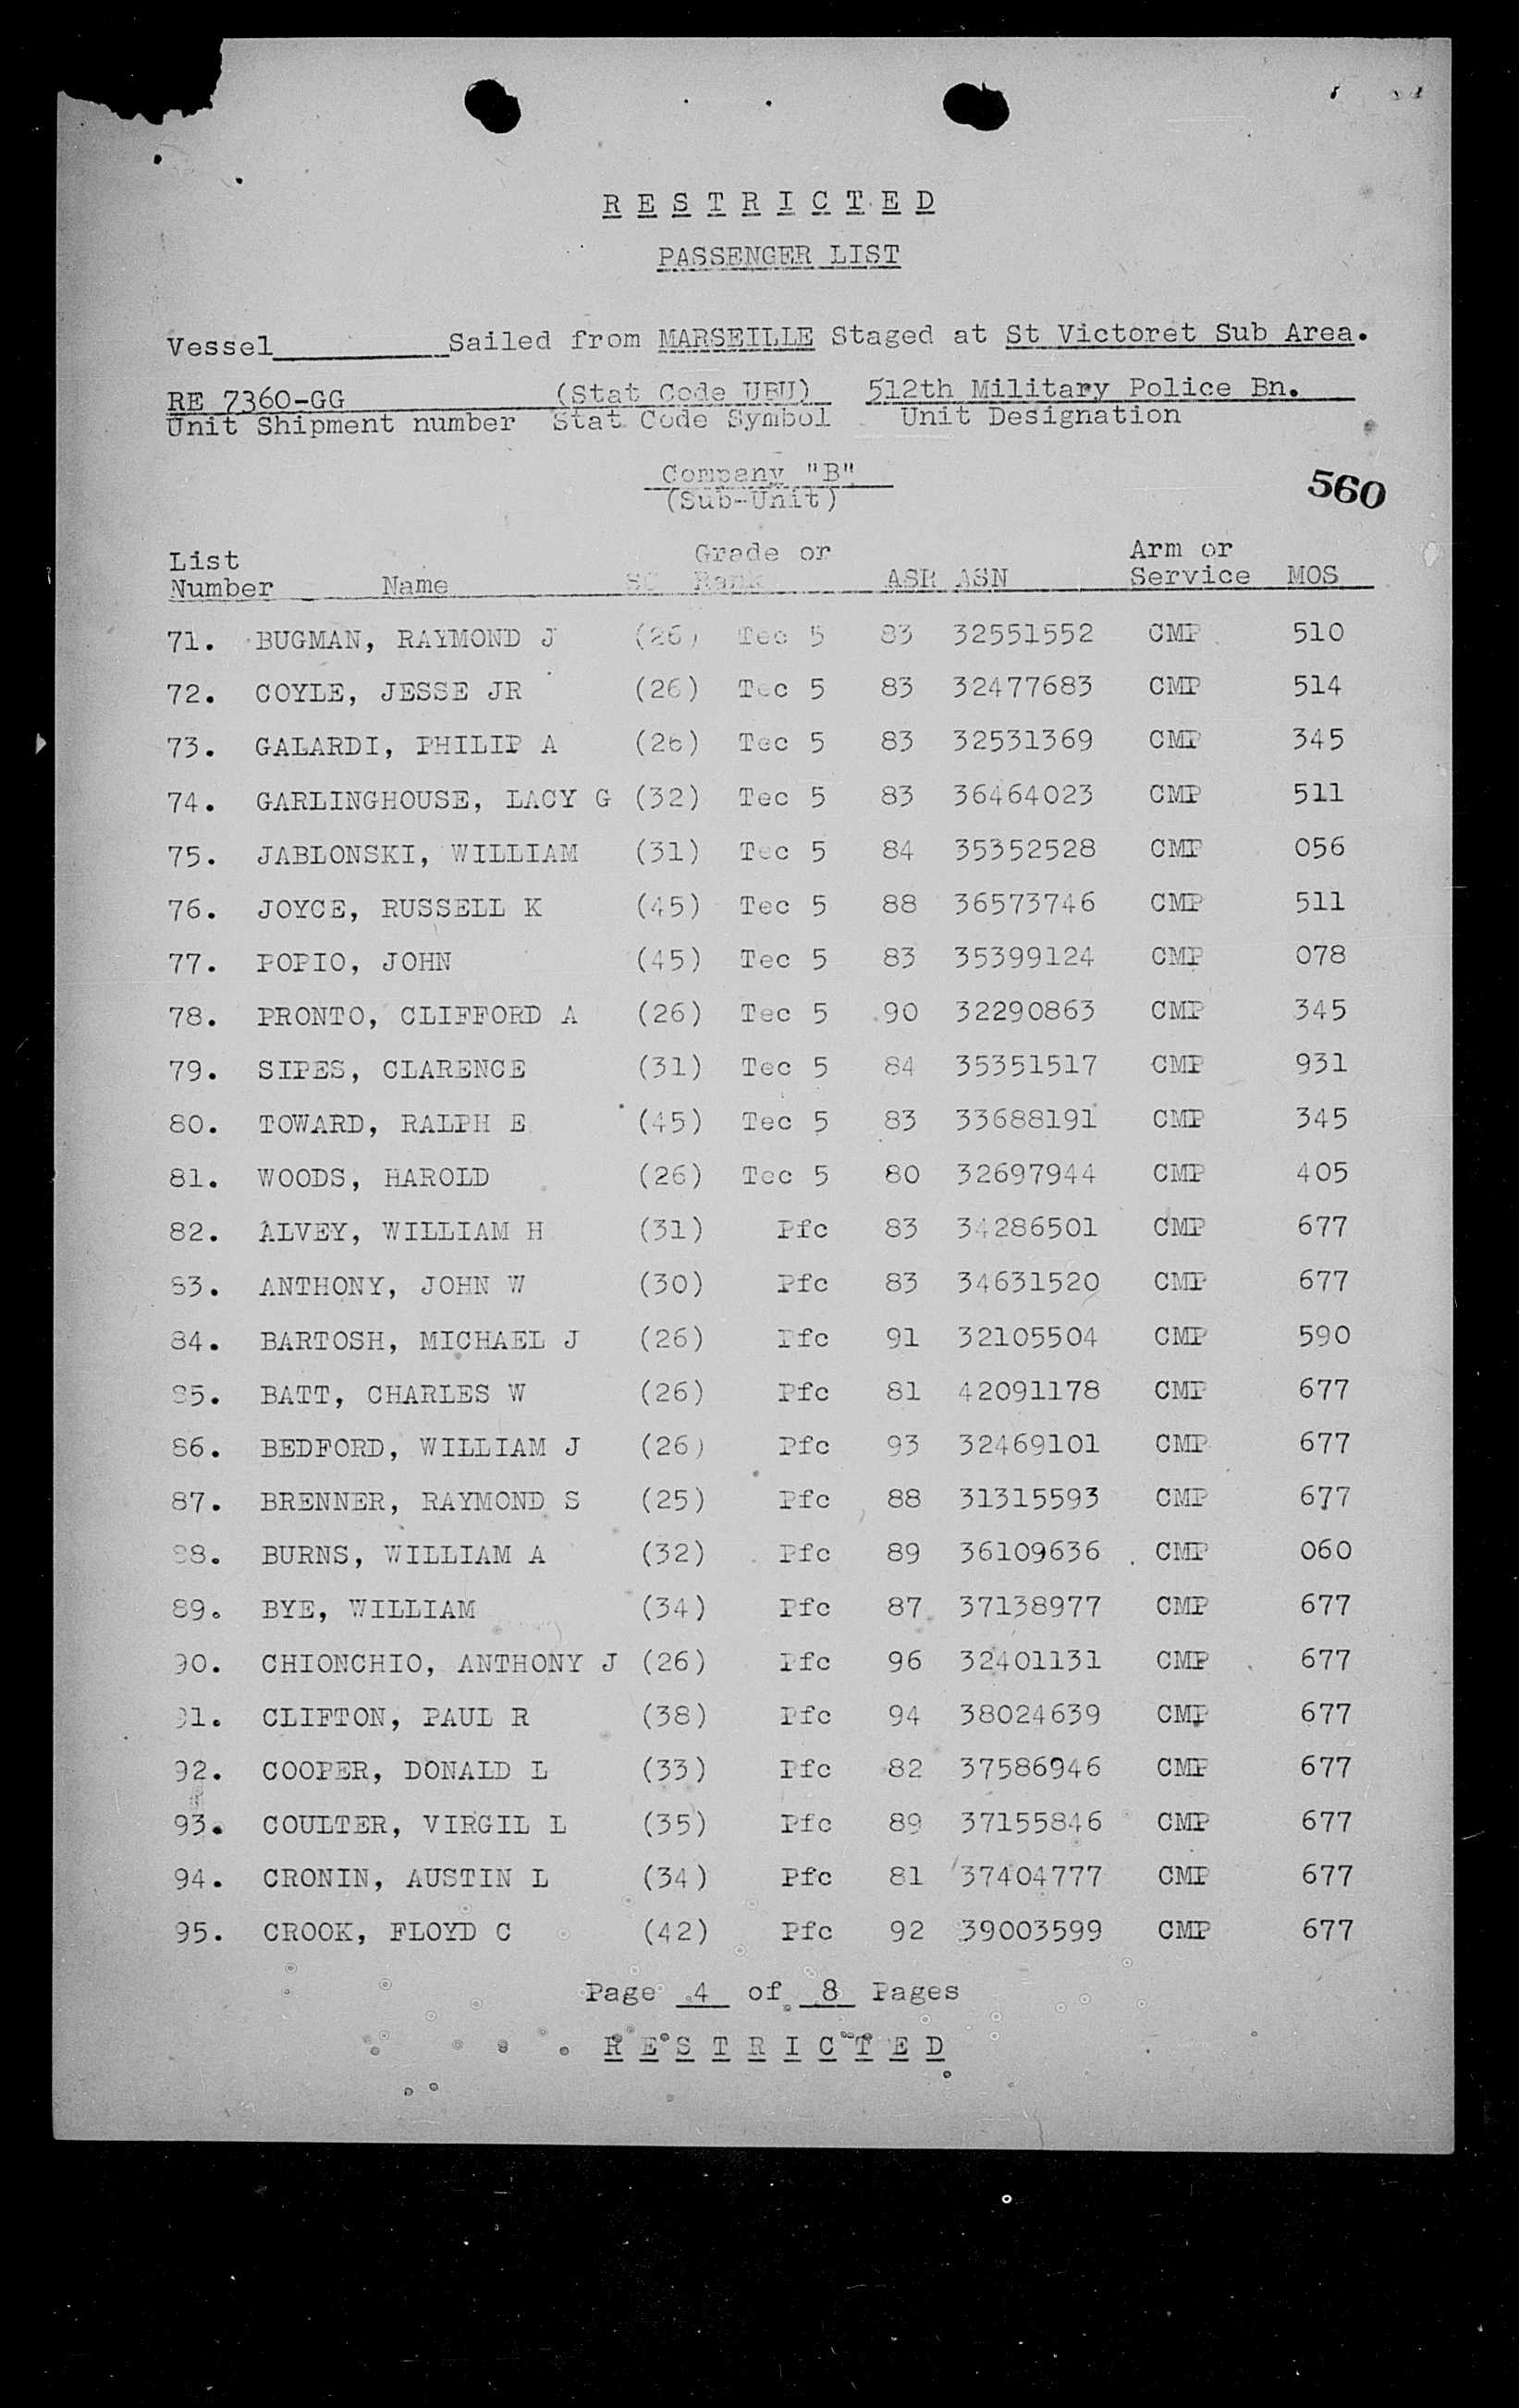 R E S T R I C T E D
PASSENGER LIST
Vessel__________Sailed from MARSEILLE Staged at St Victoret Sub Area.
RE 7360-GG (Stat Code UBU) 512th Military Police Bn.
Unit Shipment number Stat Code Symbol Unit Designation
Company "B"
(Sub-Unit)
560
List Grade or Arm or
Number Name SC Rank ASR ASN Service MOS
71. BUGMAN, RAYMOND J (26) Tec 5 83 32551552 CMP 510
72. COYLE, JESSE JR (26) Tec 5 83 32477683 CMP 514
73. GALARDI, PHILIP A (26) Tec 5 83 32531369 CMP 345
74. GARLINGHOUSE, LACY G (32) Tec 5 83 36464023 CMP 511
75. JABLONSKI, WILLIAM (31) Tec 5 84 35352528 CMP 056
76. JOYCE, RUSSELL K (45) Tec 5 88 36573746 CMP 511
77. POPIO, JOHN (45) Tec 5 83 35399124 CMP 078
78. PRONTO, CLIFFORD A (26) Tec 5 90 32290863 CMP 345
79. SIPES, CLARENCE (31) Tec 5 84 35351517 CMP 931
80. TOWARD, RALPH E (45) Tec 5 83 33688191 CMP 345
81. WOODS, HAROLD (26) Tec 5 80 32697944 CMP 405
82. ALVEY, WILLIAM H (31) Pfc 83 34286501 CMP 677
83. ANTHONY, JOHN W (30) Pfc 83 34631520 CMP 677
84. BARTOSH, MICHAEL J (26) Pfc 91 32105504 CMP 590
85. BATT, CHARLES W (26) Pfc 81 42091178 CMP 677
86. BEDFORD, WILLIAM J (26) Pfc 93 32469101 CMP 677
87. BRENNER, RAYMOND S (25) Pfc 88 31315593 CMP 677
88. BURNS, WILLIAM A (32) Pfc 89 36109636 CMP 060
89. BYE, WILLIAM (34) Pfc 87 37138977 CMP 677
90. CHIONCHIO, ANTHONY J (26) Pfc 96 32401131 CMP 677
91. CLIFTON, PAUL R (38) Pfc 94 38024639 CMP 677
92. COOPER, DONALD L (33) Pfc 82 37586946 CMP 677
93. COULTER, VIRGIL L (35) Pfc 89 37155846 CMP 677
94. CRONIN, AUSTIN L (34) Pfc 81 37404777 CMP 677
95. CROOK, FLOYD C (42) Pfc 92 39003599 CMP 677
Page 4 of 8 Pages
R E S T R I C T E D